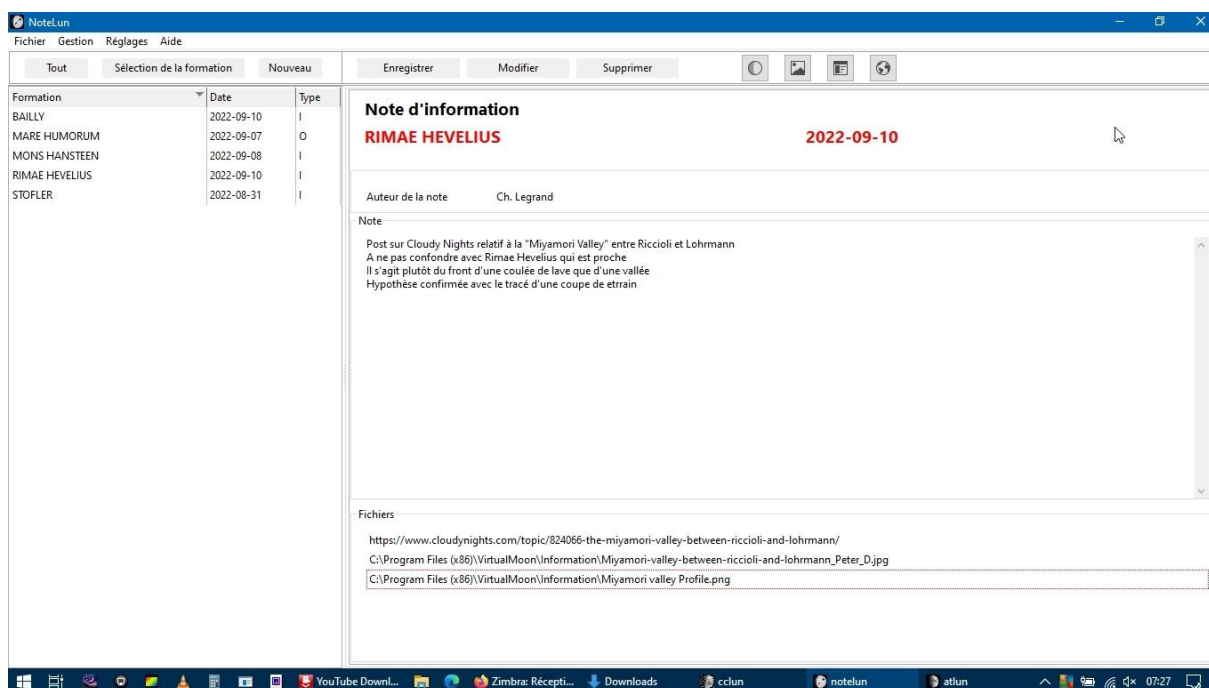 NoteLun
Fichier Gestion Réglages Aide
Tout Sélection de la formation Nouveau Enregistrer Modifier Supprimer
Formation Date Type
BAILLY 2022-09-10 I
MARE HUMORUM 2022-09-07 O
MONS HANSTEEN 2022-09-08 I
RIMAE HEVELIUS 2022-09-10 I
STOFLER 2022-08-31 I
Note d'information
RIMAE HEVELIUS 2022-09-10
Auteur de la note Ch. Legrand
Note
Post sur Cloudy Nights relatif à la "Miyamori Valley" entre Riccioli et Lohrmann
A ne pas confondre avec Rimae Hevelius qui est proche
Il s'agit plutôt du front d'une coulée de lave que d'une vallée
Hypothèse confirmée avec le tracé d'une coupe de etrrain
Fichiers
https://www.cloudynights.com/topic/824066-the-miyamori-valley-between-riccioli-and-lohrmann/
C:\Program Files (x86)\VirtualMoon\Information\Miyamori-valley-between-riccioli-and-lohrmann_Peter_D.jpg
C:\Program Files (x86)\VirtualMoon\Information\Miyamori valley Profile.png
YouTube Downl... Zimbra: Récepti... Downloads cclun notelun atlun 07:27